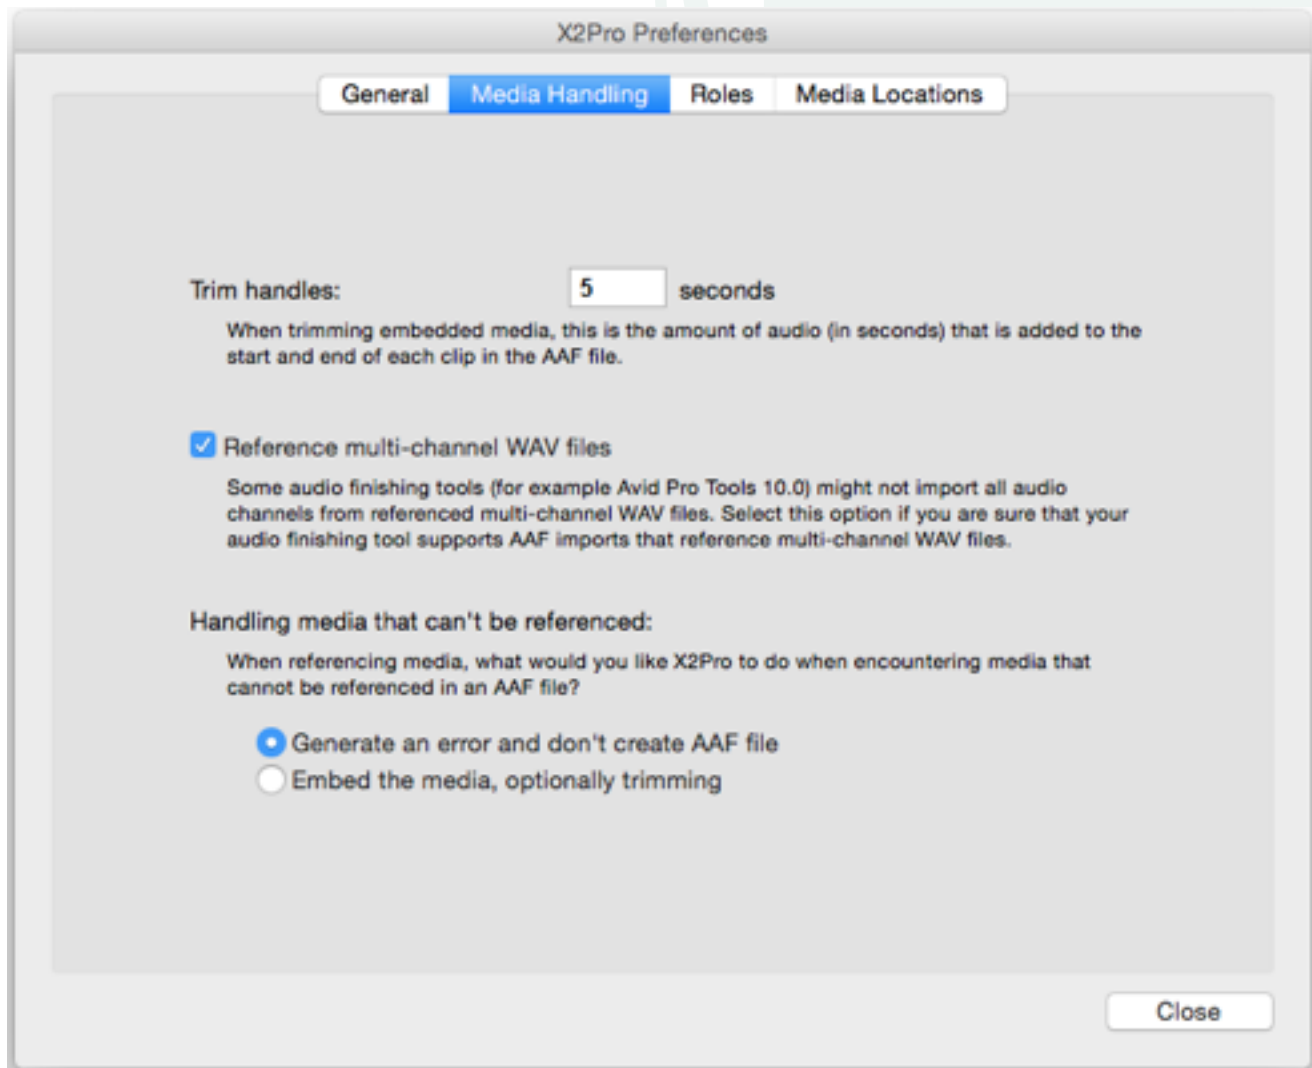 X2Pro Preferences
General Media Handling Roles Media Locations
Trim handles: 5 seconds
When trimming embedded media, this is the amount of audio (in seconds) that is added to the
start and end of each clip in the AAF file.
Reference multi-channel WAV files
Some audio finishing tools (for example Avid Pro Tools 10.0) might not import all audio
channels from referenced multi-channel WAV files. Select this option if you are sure that your
audio finishing tool supports AAF imports that reference multi-channel WAV files.
Handling media that can't be referenced:
When referencing media, what would you like X2Pro to do when encountering media that
cannot be referenced in an AAF file?
Generate an error and don't create AAF file
Embed the media, optionally trimming
Close